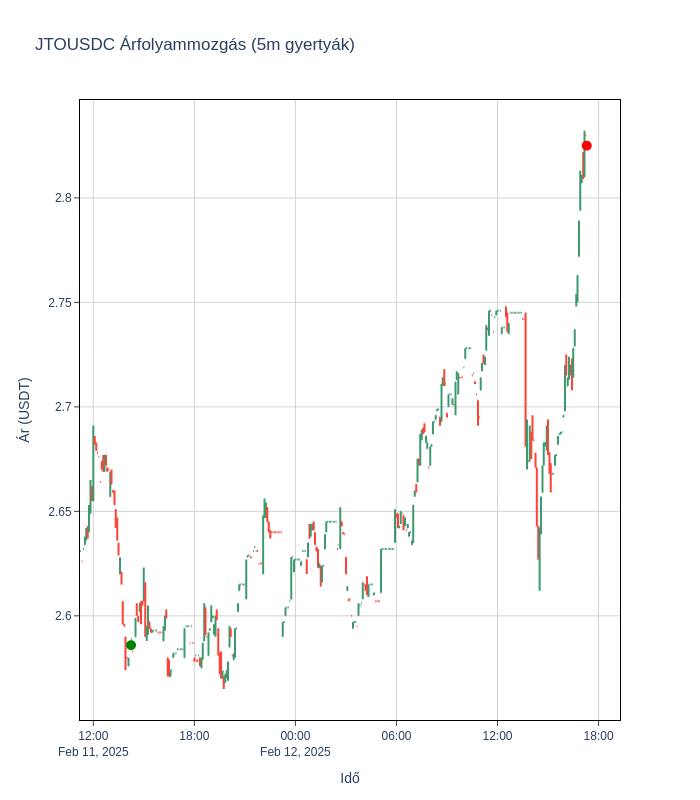 JTOUSDC Árfolyammozgás (5m gyertyák)
2.8
2.75
2.7
2.65
2.6
Ár (USDT)
12:00 18:00 00:00 06:00 12:00 18:00
Feb 11, 2025 Feb 12, 2025
Idő